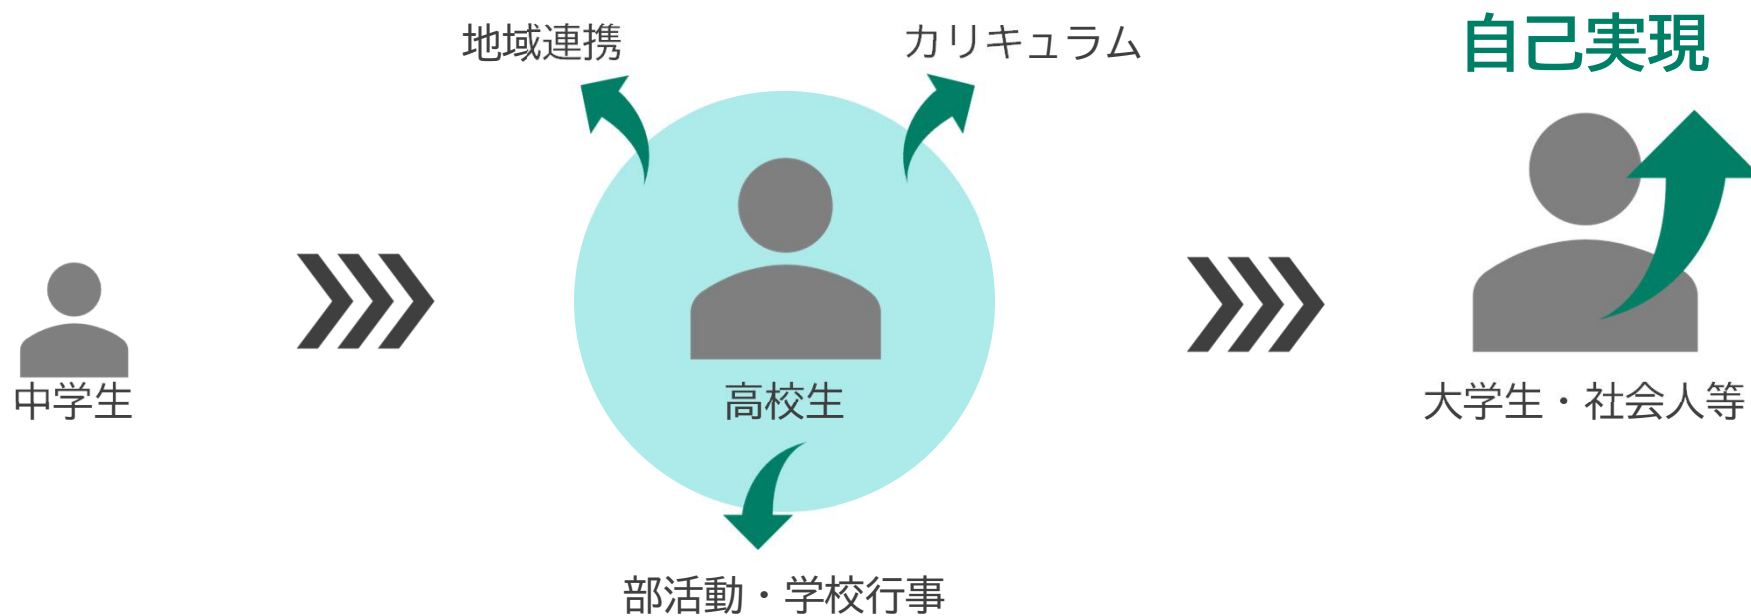 地域連携
カリキュラム
自己実現
中学生
高校生
大学生・社会人等
部活動・学校行事